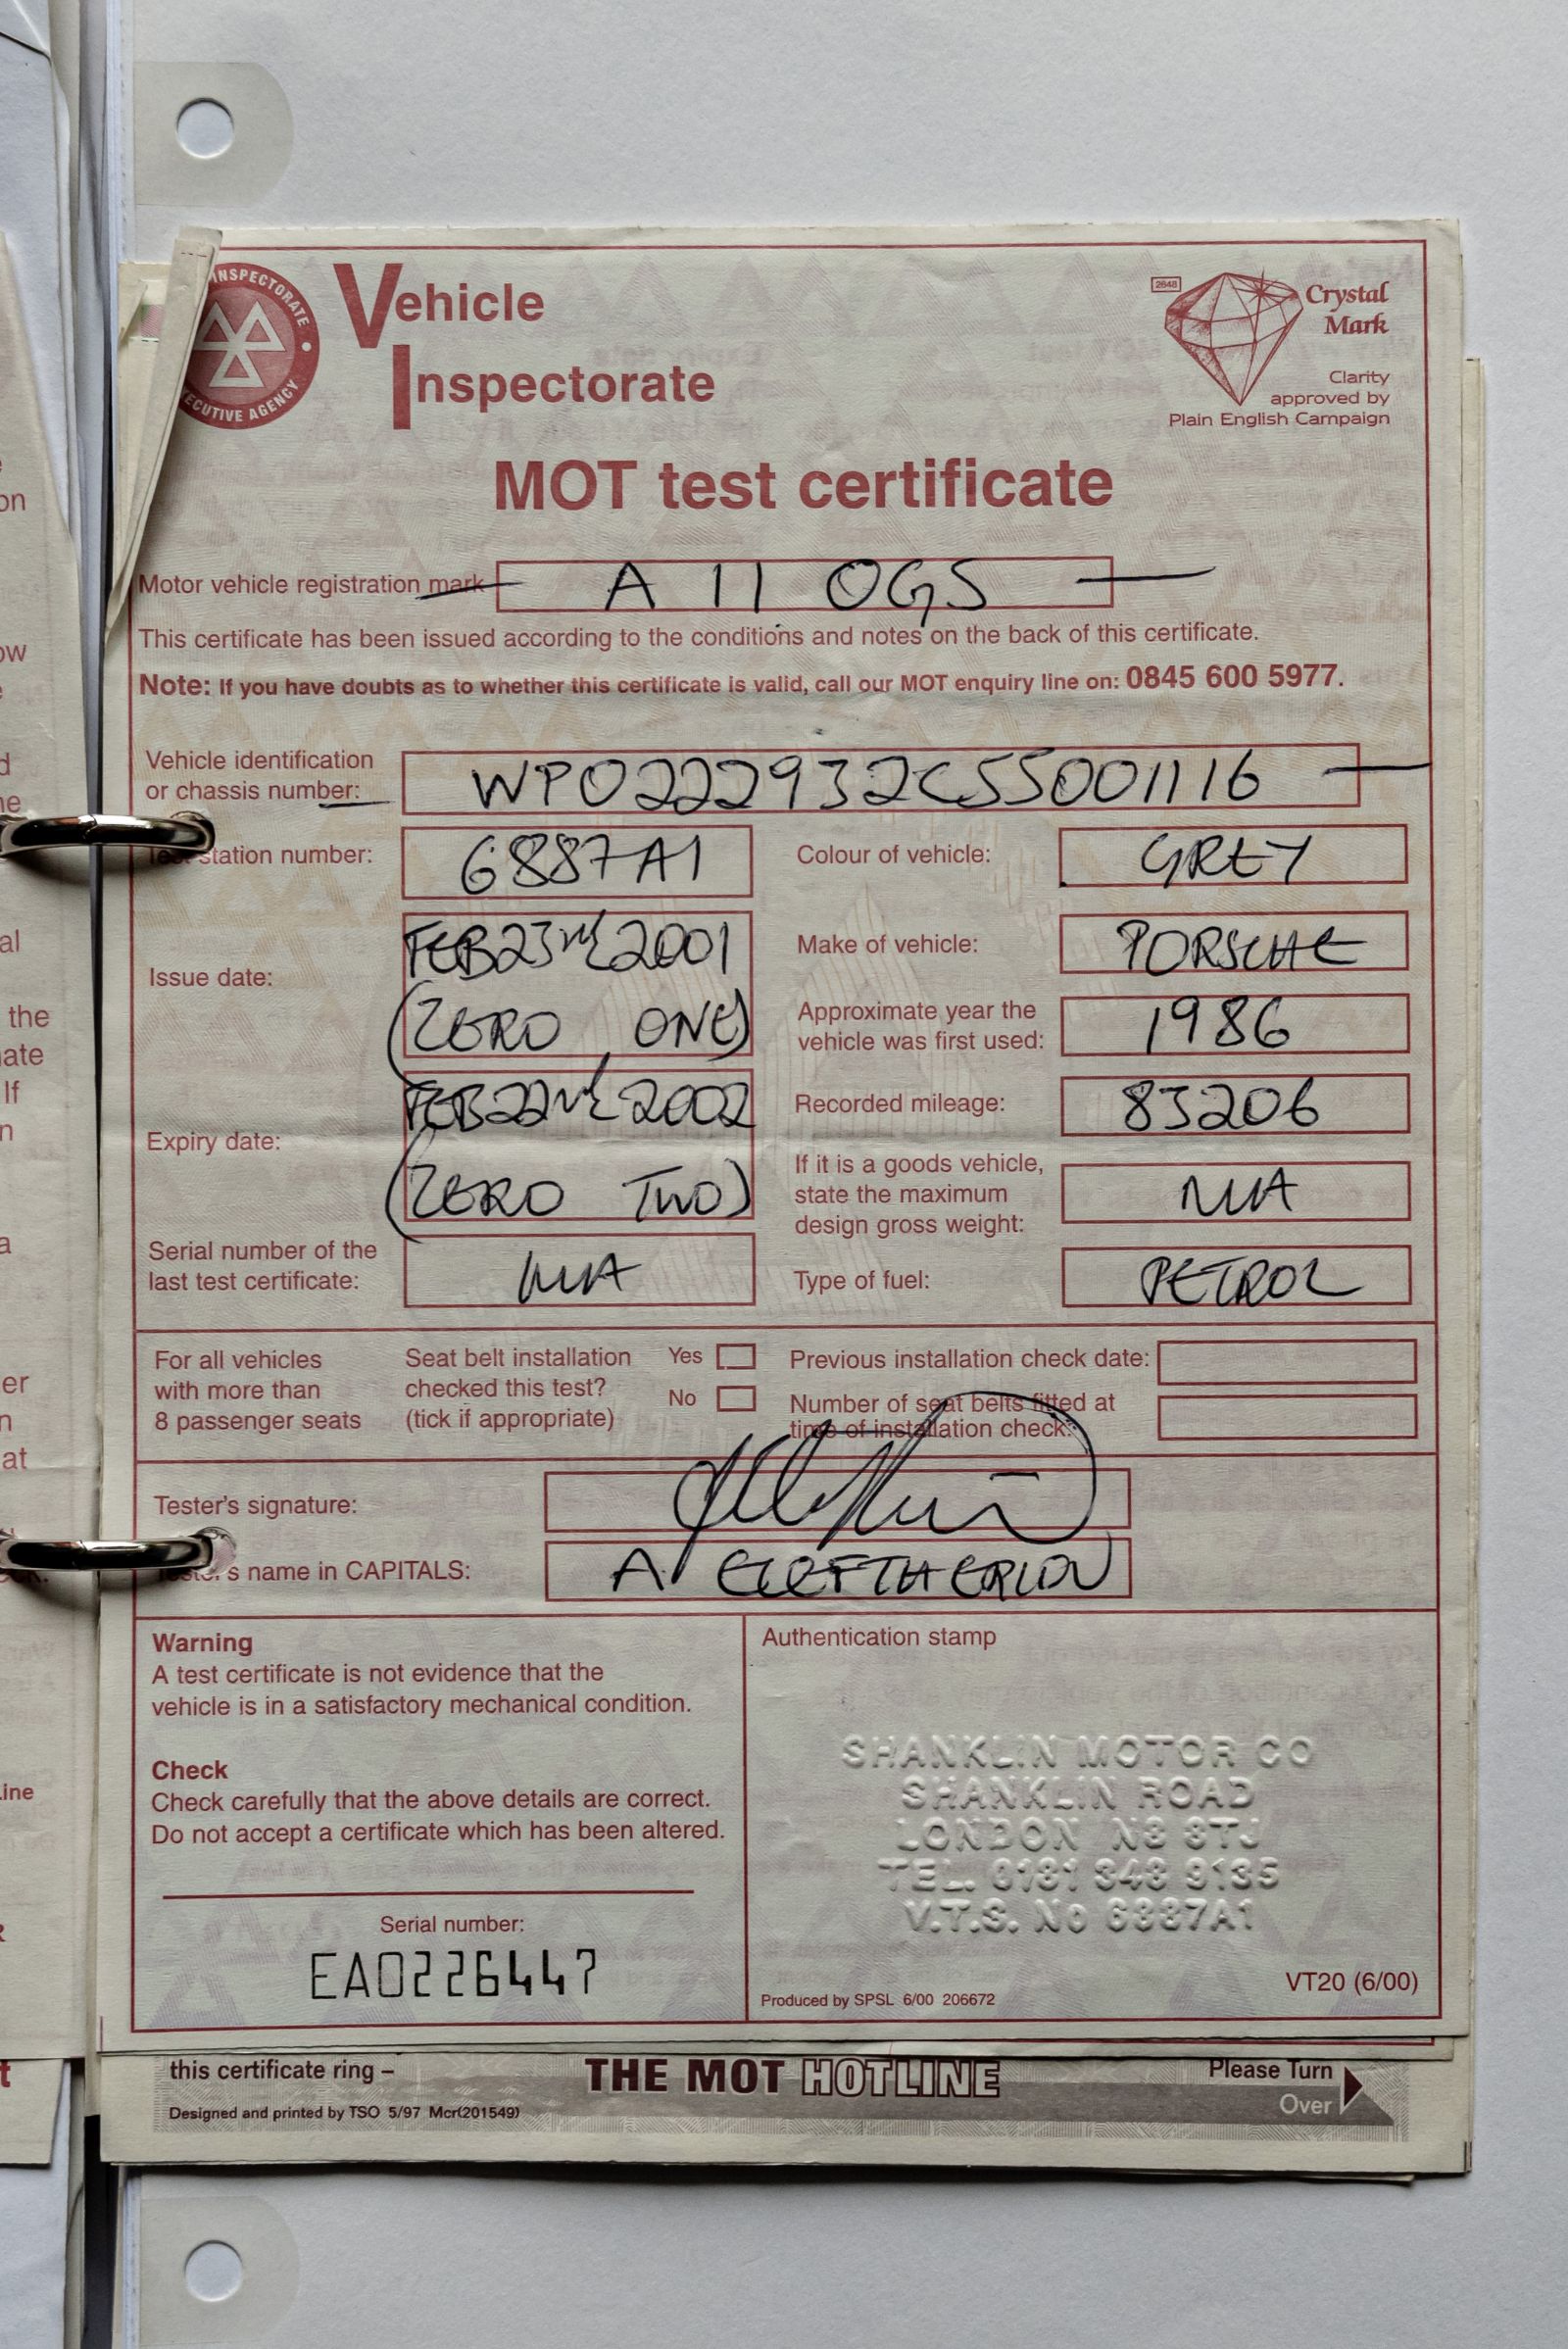 INSPECTORATE
EXECUTIVE AGENCY
Vehicle
Inspectorate
2648
Crystal
Mark
Clarity
approved by
Plain English Campaign
MOT test certificate
Motor vehicle registration mark A 11 OGS
This certificate has been issued according to the conditions and notes on the back of this certificate.
Note: If you have doubts as to whether this certificate is valid, call our MOT enquiry line on: 0845 600 5977.
Vehicle identification
or chassis number: WP0222932CSS001116
Test station number: 6887A1
Colour of vehicle: GREY
Issue date: FEB 23rd 2001
(ZERO ONE)
Make of vehicle: PORSCHE
Approximate year the
vehicle was first used: 1986
Expiry date: FEB 22nd 2002
(ZERO TWO)
Recorded mileage: 83206
If it is a goods vehicle,
state the maximum
design gross weight: N/A
Serial number of the
last test certificate: N/A
Type of fuel: PETROL
For all vehicles
with more than
8 passenger seats
Seat belt installation
checked this test?
(tick if appropriate)
Yes
No
Previous installation check date:
Number of seat belts fitted at
time of installation check:
Tester's signature:
Tester's name in CAPITALS: A ELEFTHERIOU
Warning
A test certificate is not evidence that the
vehicle is in a satisfactory mechanical condition.
Check
Check carefully that the above details are correct.
Do not accept a certificate which has been altered.
Serial number:
EA0226447
Authentication stamp
SHANKLIN MOTOR CO
SHANKLIN ROAD
LONDON N8 8TJ
TEL. 0181 348 9135
V.T.S. No 6887A1
Produced by SPSL 6/00 206672
VT20 (6/00)
this certificate ring –
THE MOT HOTLINE
Please Turn
Over
Designed and printed by TSO 5/97 Mcr(201549)